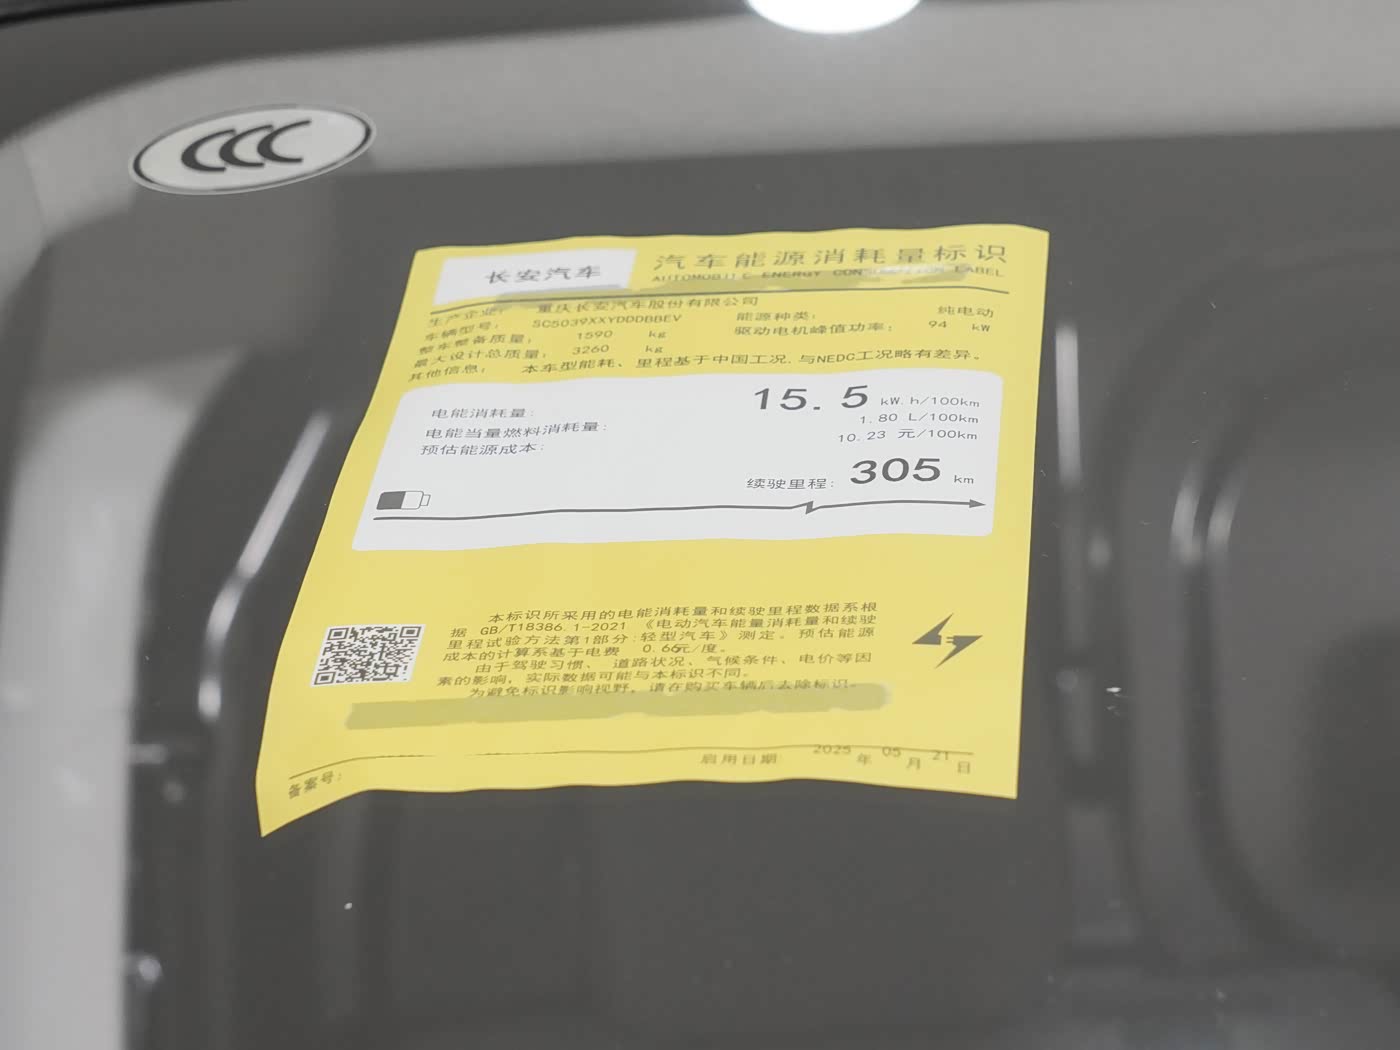 CCC
长安汽车
汽车能源消耗量标识
AUTOMOBILE ENERGY CONSUMPTION LABEL
生产企业: 重庆长安汽车股份有限公司
车辆型号: SC5039XXYDDDBBEV 能源种类: 纯电动
整车整备质量: 1590 kg 驱动电机峰值功率: 94 kW
最大设计总质量: 3260 kg
其他信息: 本车型能耗、里程基于中国工况,与NEDC工况略有差异。
电能消耗量: 15.5 kW.h/100km
电能当量燃料消耗量: 1.80 L/100km
预估能源成本: 10.23 元/100km
续驶里程: 305 km
本标识所采用的电能消耗量和续驶里程数据系根
据 GB/T18386.1-2021 《电动汽车能量消耗量和续驶
里程试验方法第1部分:轻型汽车》测定。预估能源
成本的计算系基于电费 0.66元/度。
由于驾驶习惯、道路状况、气候条件、电价等因
素的影响,实际数据可能与本标识不同。
为避免标识影响视野,请在购买车辆后去除标识。
备案号:
启用日期 2025 年 05 月 21 日